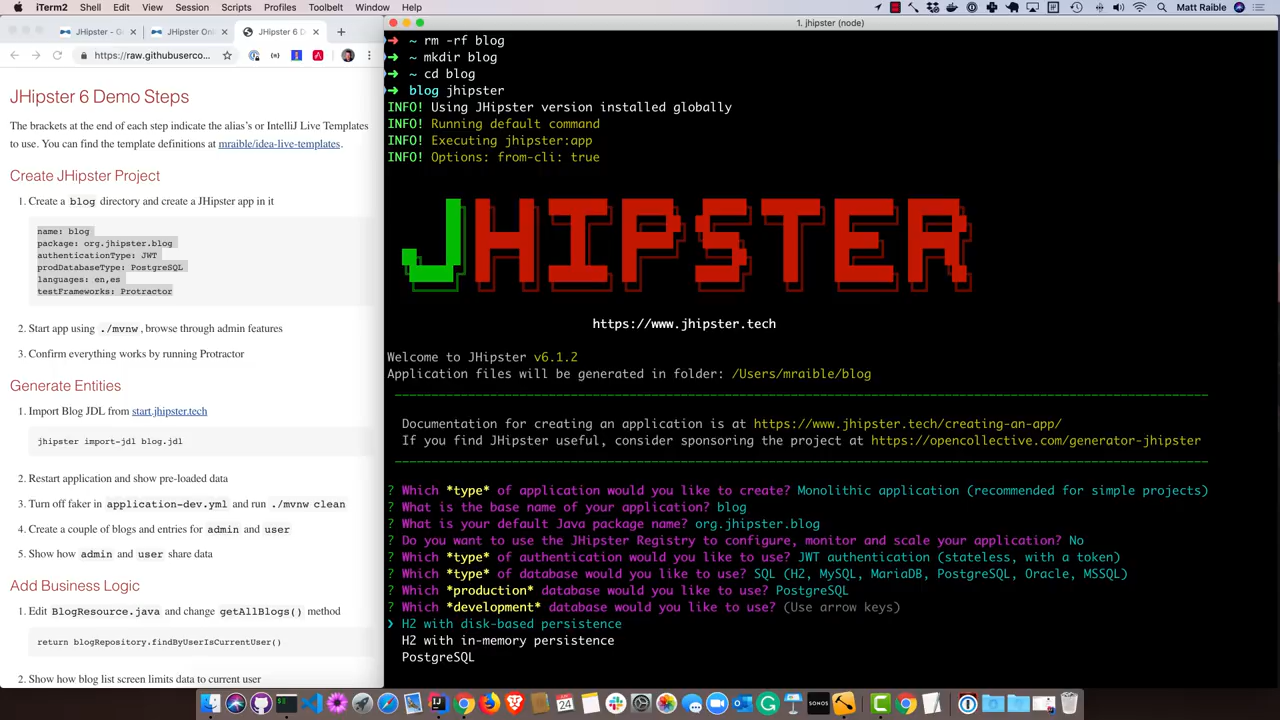 iTerm2 Shell Edit View Session Scripts Profiles Toolbelt Window Help
Matt Raible
JHipster - G
JHipster Onl
JHipster 6 D
https://raw.githubuserco...
JHipster 6 Demo Steps
The brackets at the end of each step indicate the alias's or IntelliJ Live Templates
to use. You can find the template definitions at mraible/idea-live-templates.
Create JHipster Project
1. Create a blog directory and create a JHipster app in it
name: blog
package: org.jhipster.blog
authenticationType: JWT
prodDatabaseType: PostgreSQL
languages: en,es
testFrameworks: Protractor
2. Start app using ./mvnw, browse through admin features
3. Confirm everything works by running Protractor
Generate Entities
1. Import Blog JDL from start.jhipster.tech
jhipster import-jdl blog.jdl
2. Restart application and show pre-loaded data
3. Turn off faker in application-dev.yml and run ./mvnw clean
4. Create a couple of blogs and entries for admin and user
5. Show how admin and user share data
Add Business Logic
1. Edit BlogResource.java and change getAllBlogs() method
return blogRepository.findByUserIsCurrentUser()
2. Show how blog list screen limits data to current user
1. jhipster (node)
➜ ~ rm -rf blog
➜ ~ mkdir blog
➜ ~ cd blog
➜ blog jhipster
INFO! Using JHipster version installed globally
INFO! Running default command
INFO! Executing jhipster:app
INFO! Options: from-cli: true
JHIPSTER
https://www.jhipster.tech
Welcome to JHipster v6.1.2
Application files will be generated in folder: /Users/mraible/blog
Documentation for creating an application is at https://www.jhipster.tech/creating-an-app/
If you find JHipster useful, consider sponsoring the project at https://opencollective.com/generator-jhipster
? Which *type* of application would you like to create? Monolithic application (recommended for simple projects)
? What is the base name of your application? blog
? What is your default Java package name? org.jhipster.blog
? Do you want to use the JHipster Registry to configure, monitor and scale your application? No
? Which *type* of authentication would you like to use? JWT authentication (stateless, with a token)
? Which *type* of database would you like to use? SQL (H2, MySQL, MariaDB, PostgreSQL, Oracle, MSSQL)
? Which *production* database would you like to use? PostgreSQL
? Which *development* database would you like to use? (Use arrow keys)
❯ H2 with disk-based persistence
H2 with in-memory persistence
PostgreSQL
24
SONOS